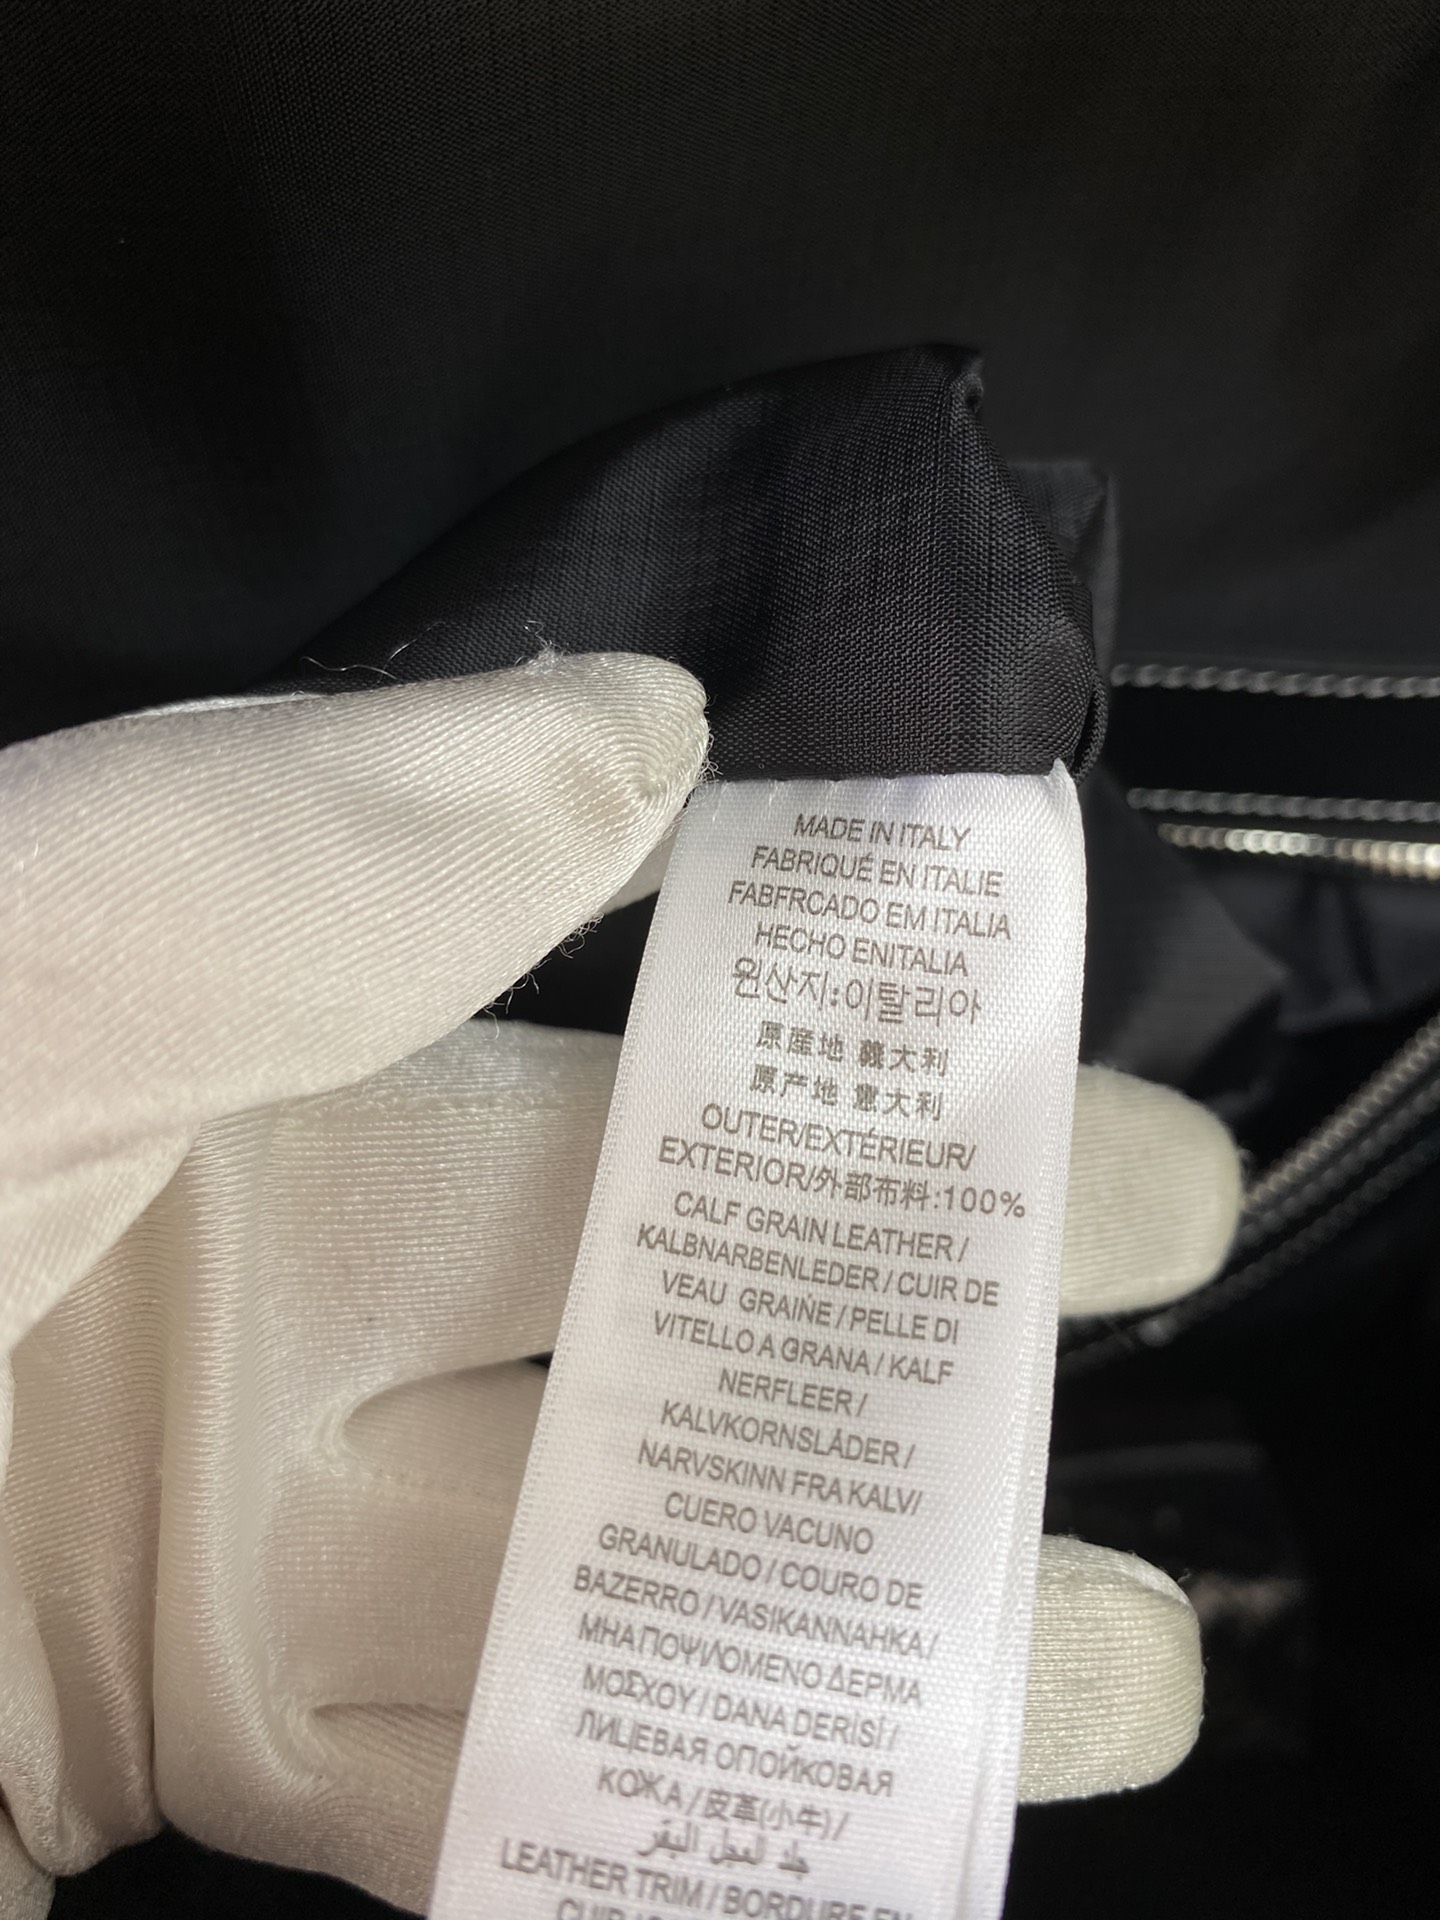 MADE IN ITALY
FABRIQUÉ EN ITALIE
FABFRCADO EM ITALIA
HECHO ENITALIA
원산지:이탈리아
原産地 義大利
原产地 意大利
OUTER/EXTÉRIEUR/
EXTERIOR/外部布料:100%
CALF GRAIN LEATHER /
KALBNARBENLEDER / CUIR DE
VEAU GRAINÉ / PELLE DI
VITELLO A GRANA / KALF
NERFLEER /
KALVKORNSLÄDER /
NARVSKINN FRA KALV/
CUERO VACUNO
GRANULADO / COURO DE
BAZERRO / VASIKANNAHKA /
ΜΗΑΠΟΨΙΛΟΜΕΝΟ ΔΕΡΜΑ
ΜΟΣΧΟΥ / DANA DERİSİ /
ЛИЦЕВАЯ ОПОЙКОВАЯ
КОЖА / 皮革(小牛) /
جلد العجل البقر
LEATHER TRIM / BORDURE EN